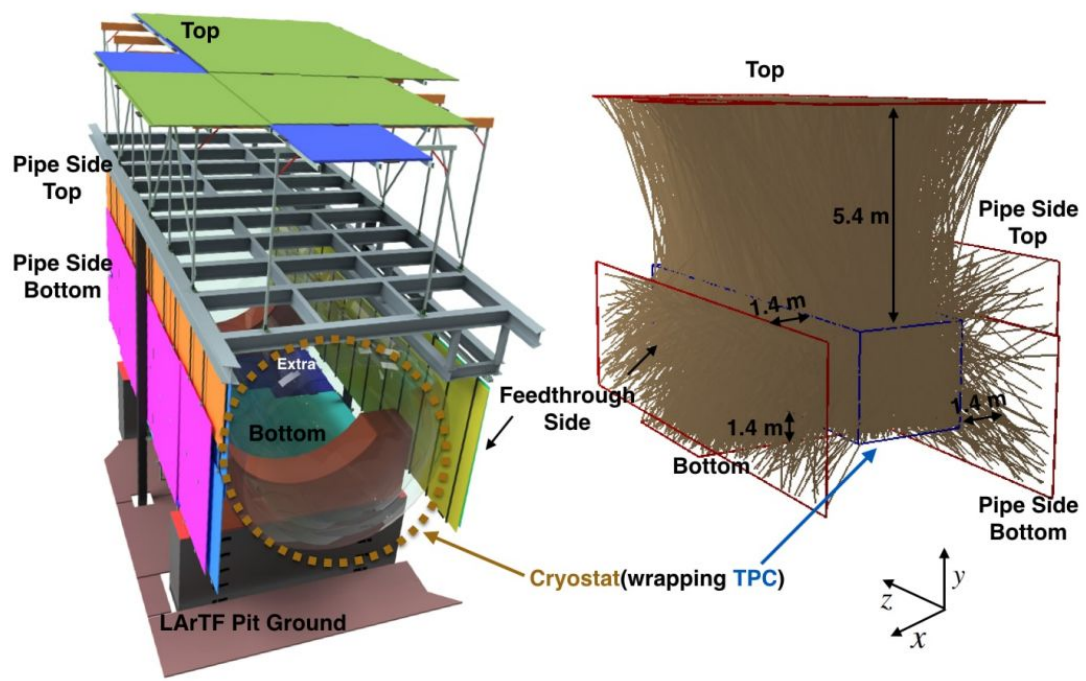 Top
Pipe Side
Top
Pipe Side
Bottom
Extra
Bottom
Feedthrough
Side
LArTF Pit Ground
Cryostat(wrapping TPC)
Top
5.4 m
Pipe Side
Top
1.4 m
1.4 m
1.4 m
Bottom
Pipe Side
Bottom
y
z
x